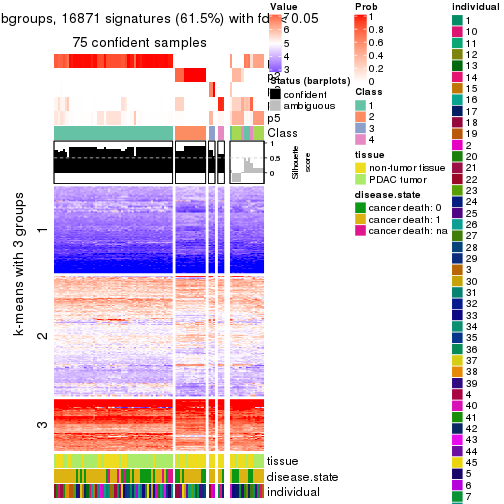 bgroups, 16871 signatures (61.5%) with fdr < 0.05
75 confident samples
p5
Class
1
0.5
0
Silhouette
score
k-means with 3 groups
1
2
3
tissue
disease.state
individual
Value
7
6
5
4
3
Status (barplots)
confident
ambiguous
Prob
1
0.8
0.6
0.4
0.2
0
Class
1
2
3
4
tissue
non-tumor tissue
PDAC tumor
disease.state
cancer death: 0
cancer death: 1
cancer death: na
individual
1
10
11
12
13
14
15
16
17
18
19
2
20
21
22
23
24
25
26
27
28
29
3
30
31
32
33
34
35
36
37
38
39
4
40
41
42
43
44
45
5
6
7